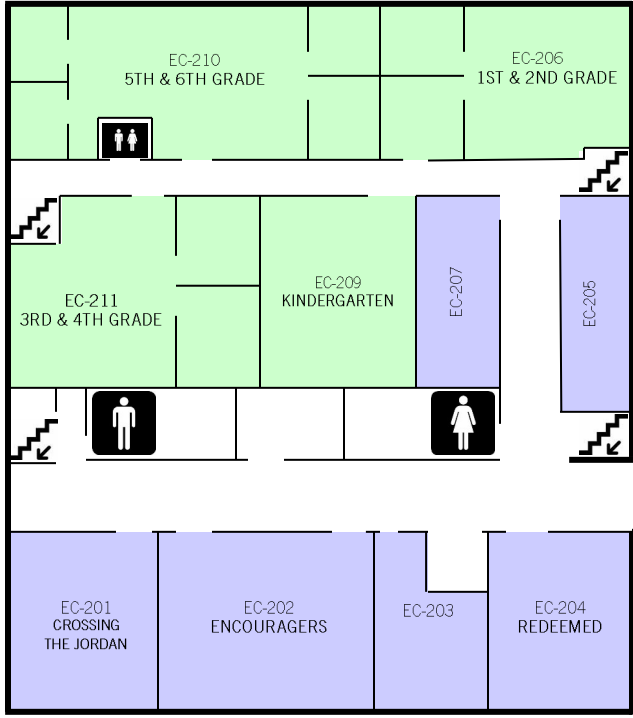 EC-210
5TH & 6TH GRADE
EC-206
1ST & 2ND GRADE
EC-211
3RD & 4TH GRADE
EC-209
KINDERGARTEN
EC-207
EC-205
EC-201
CROSSING
THE JORDAN
EC-202
ENCOURAGERS
EC-203
EC-204
REDEEMED